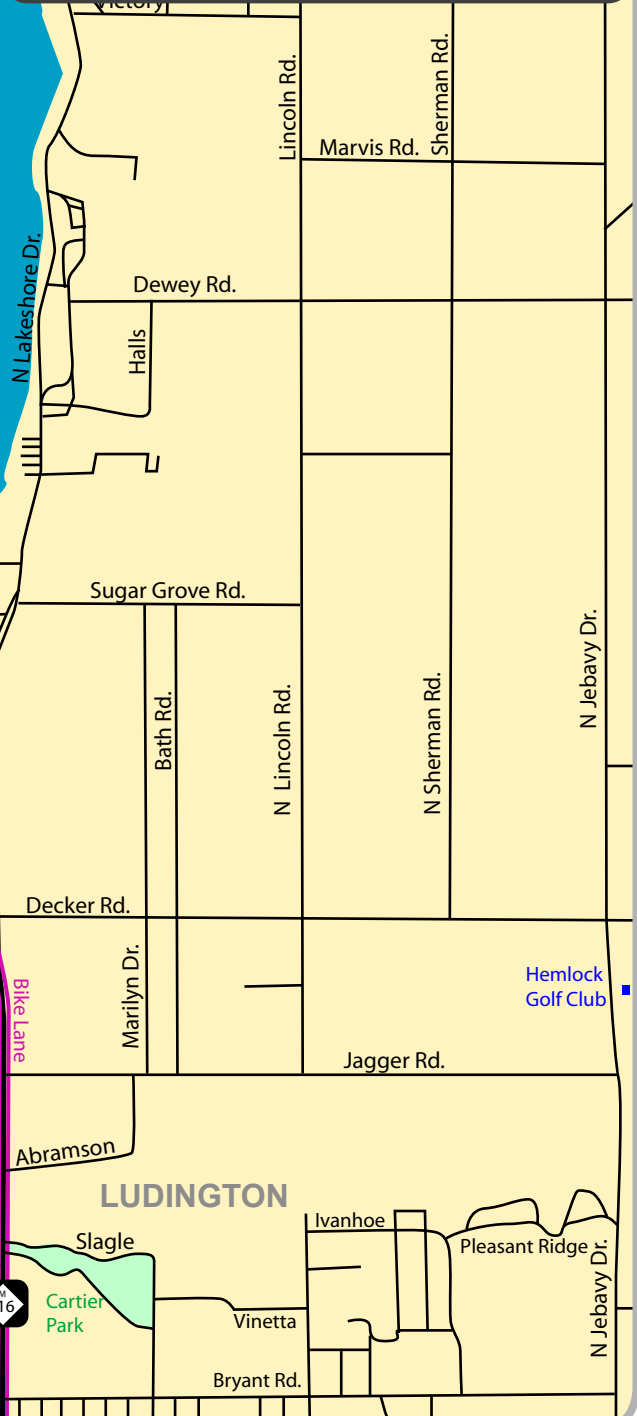 Victory
Lincoln Rd.
Sherman Rd.
Marvis Rd.
N Lakeshore Dr.
Dewey Rd.
Halls
Sugar Grove Rd.
N Jebavy Dr.
Bath Rd.
N Lincoln Rd.
N Sherman Rd.
Decker Rd.
Marilyn Dr.
Bike Lane
Hemlock
Golf Club
Jagger Rd.
Abramson
LUDINGTON
Ivanhoe
Slagle
Pleasant Ridge
N Jebavy Dr.
M
16
Cartier
Park
Vinetta
Bryant Rd.